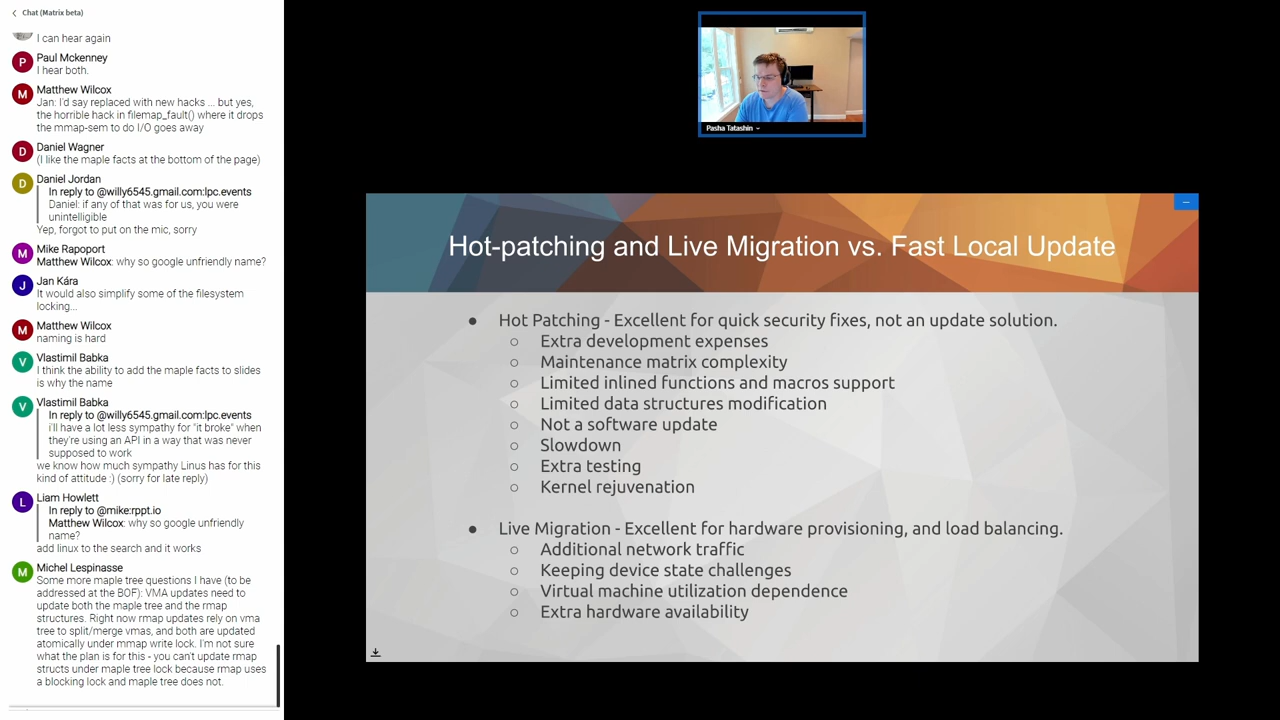 Chat (Matrix beta)
I can hear again
P
Paul Mckenney
I hear both.
M
Matthew Wilcox
Jan: I'd say replaced with new hacks ... but yes,
the horrible hack in filemap_fault() where it drops
the mmap-sem to do I/O goes away
D
Daniel Wagner
(I like the maple facts at the bottom of the page)
D
Daniel Jordan
In reply to @willy6545.gmail.com:lpc.events
Daniel: if any of that was for us, you were
unintelligible
Yep, forgot to put on the mic, sorry
M
Mike Rapoport
Matthew Wilcox: why so google unfriendly name?
J
Jan Kára
It would also simplify some of the filesystem
locking...
M
Matthew Wilcox
naming is hard
V
Vlastimil Babka
I think the ability to add the maple facts to slides
is why the name
V
Vlastimil Babka
In reply to @willy6545.gmail.com:lpc.events
i'll have a lot less sympathy for "it broke" when
they're using an API in a way that was never
supposed to work
we know how much sympathy Linus has for this
kind of attitude :) (sorry for late reply)
L
Liam Howlett
In reply to @mike:rppt.io
Matthew Wilcox: why so google unfriendly
name?
add linux to the search and it works
M
Michel Lespinasse
Some more maple tree questions I have (to be
addressed at the BOF): VMA updates need to
update both the maple tree and the rmap
structures. Right now rmap updates rely on vma
tree to split/merge vmas, and both are updated
atomically under mmap write lock. I'm not sure
what the plan is for this - you can't update rmap
structs under maple tree lock because rmap uses
a blocking lock and maple tree does not.
Pasha Tatashin
Hot-patching and Live Migration vs. Fast Local Update
● Hot Patching - Excellent for quick security fixes, not an update solution.
○ Extra development expenses
○ Maintenance matrix complexity
○ Limited inlined functions and macros support
○ Limited data structures modification
○ Not a software update
○ Slowdown
○ Extra testing
○ Kernel rejuvenation
● Live Migration - Excellent for hardware provisioning, and load balancing.
○ Additional network traffic
○ Keeping device state challenges
○ Virtual machine utilization dependence
○ Extra hardware availability